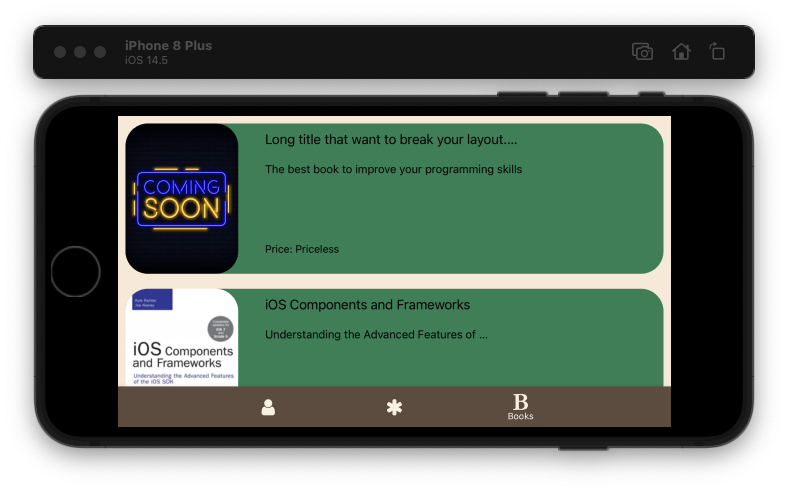 iPhone 8 Plus
iOS 14.5
COMING
SOON
Long title that want to break your layout....
The best book to improve your programming skills
Price: Priceless
iOS Components
and Frameworks
Understanding the Advanced Features
of the iOS SDK
iOS Components and Frameworks
Understanding the Advanced Features of ...
B
Books